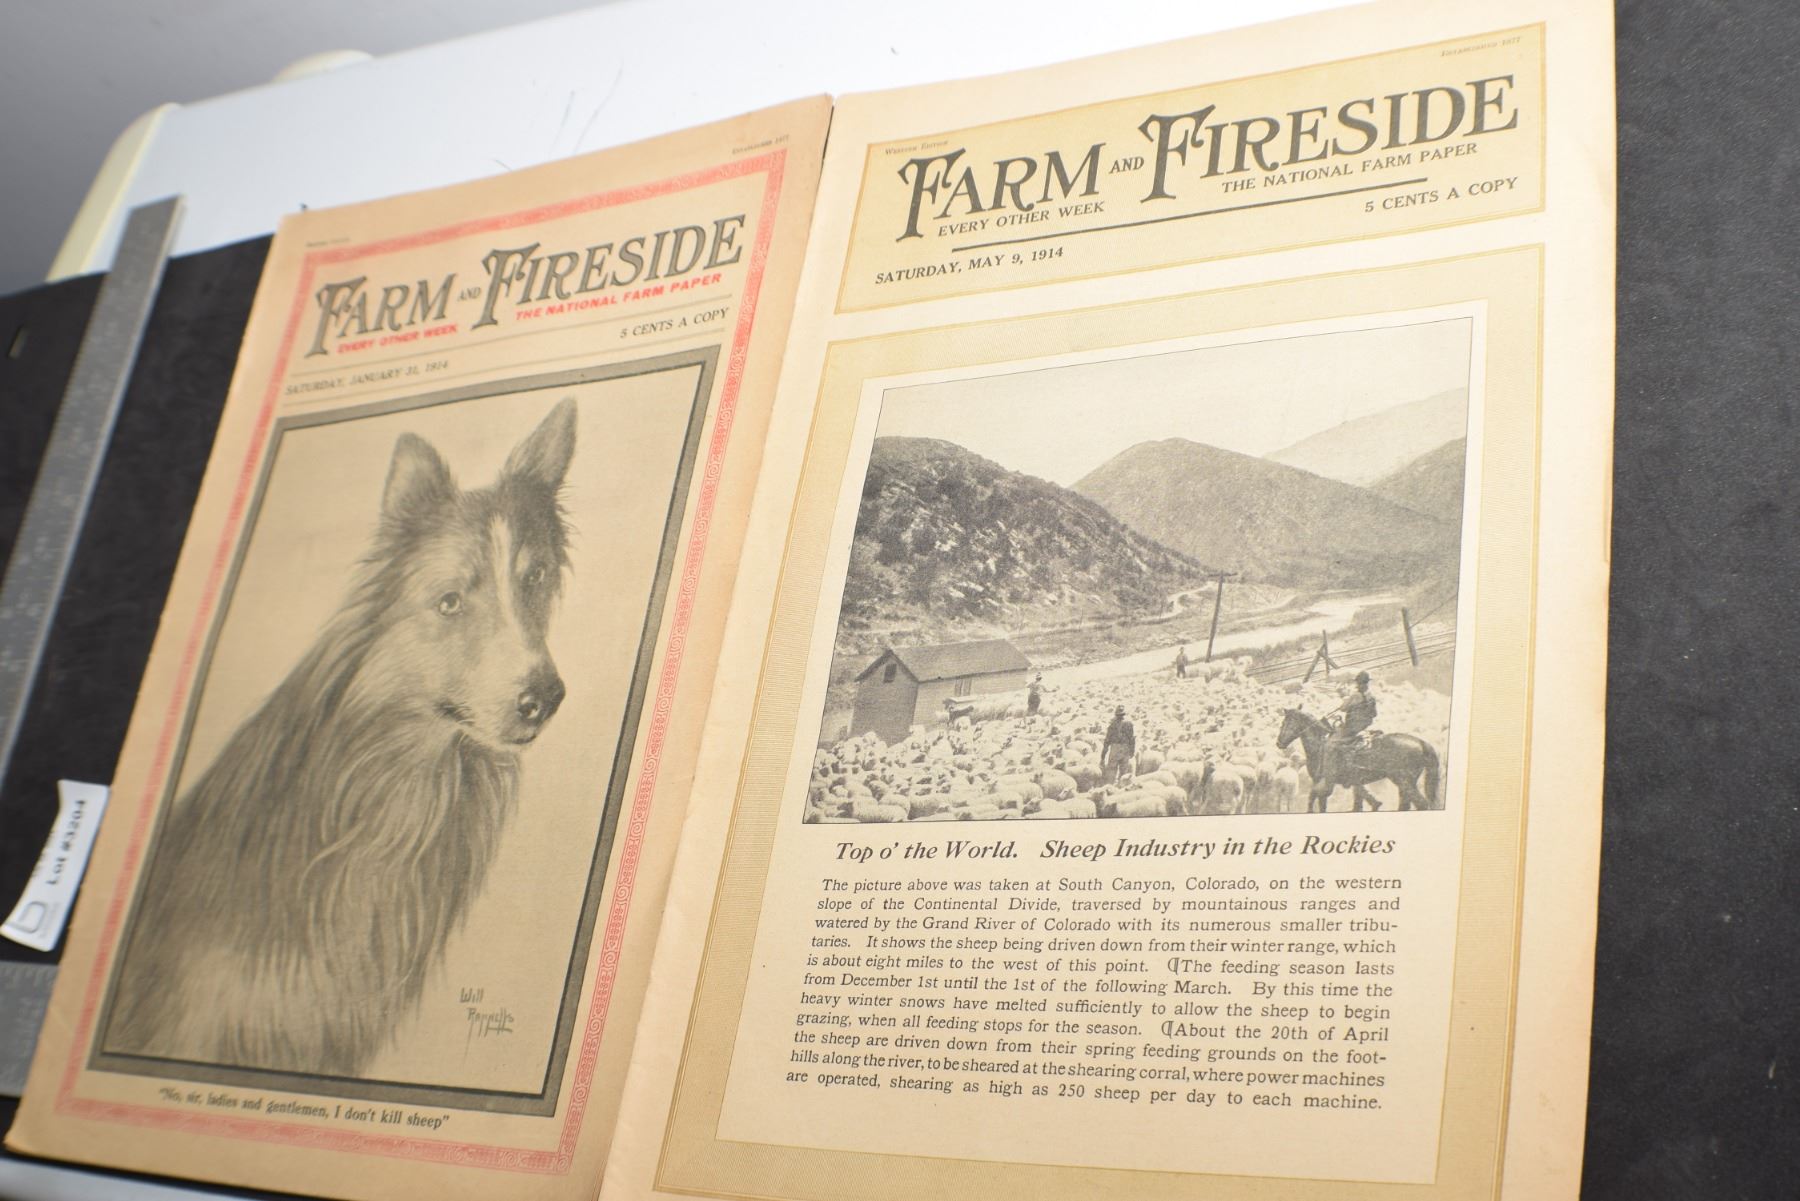 ESTABLISHED 1877
FARM AND FIRESIDE
EVERY OTHER WEEK
THE NATIONAL FARM PAPER
5 CENTS A COPY
SATURDAY, JANUARY 31, 1914
Will
Rannells
"No, sir, ladies and gentlemen, I don't kill sheep"
Lot #3204
ESTABLISHED 1877
WESTERN EDITION
FARM AND FIRESIDE
EVERY OTHER WEEK
THE NATIONAL FARM PAPER
5 CENTS A COPY
SATURDAY, MAY 9, 1914
Top o' the World. Sheep Industry in the Rockies
The picture above was taken at South Canyon, Colorado, on the western
slope of the Continental Divide, traversed by mountainous ranges and
watered by the Grand River of Colorado with its numerous smaller tribu-
taries. It shows the sheep being driven down from their winter range, which
is about eight miles to the west of this point. ¶The feeding season lasts
from December 1st until the 1st of the following March. By this time the
heavy winter snows have melted sufficiently to allow the sheep to begin
grazing, when all feeding stops for the season. ¶About the 20th of April
the sheep are driven down from their spring feeding grounds on the foot-
hills along the river, to be sheared at the shearing corral, where power machines
are operated, shearing as high as 250 sheep per day to each machine.